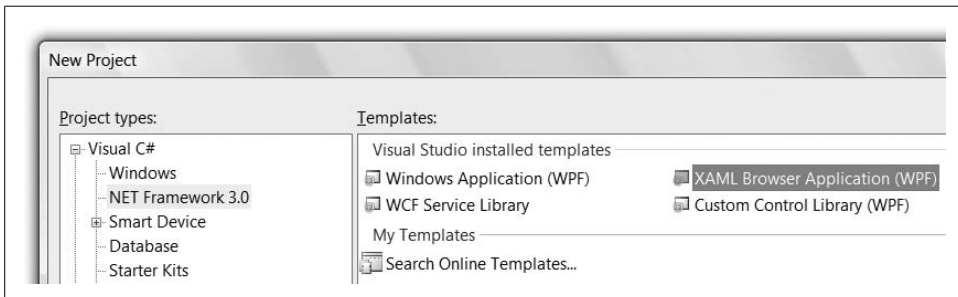 New Project
Project types:
Templates:
Visual C#
Windows
NET Framework 3.0
Smart Device
Database
Starter Kits
Visual Studio installed templates
Windows Application (WPF)
XAML Browser Application (WPF)
WCF Service Library
Custom Control Library (WPF)
My Templates
Search Online Templates...